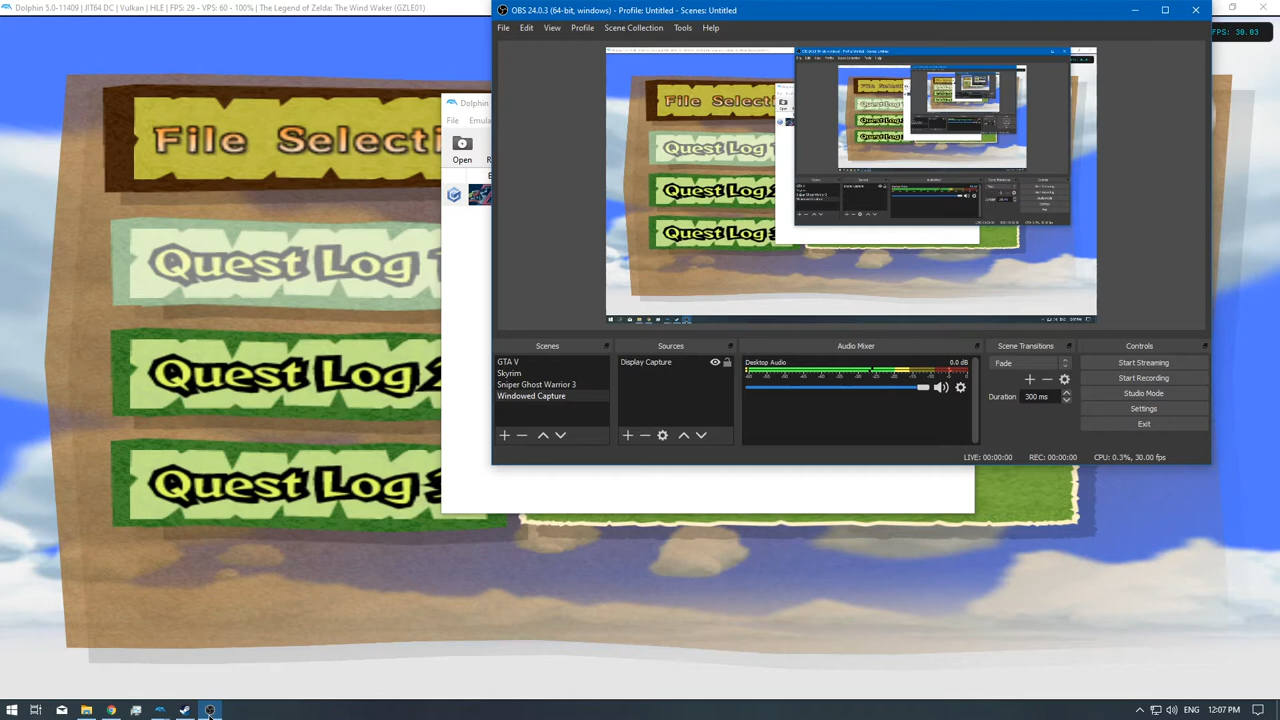 Dolphin 5.0-11409 | JIT64 DC | Vulkan | HLE | FPS: 29 - VPS: 60 - 100% | The Legend of Zelda: The Wind Waker (GZLE01)
OBS 24.0.3 (64-bit, windows) - Profile: Untitled - Scenes: Untitled
File Edit View Profile Scene Collection Tools Help
FPS: 30.03
File Selecti
Quest Log 1
Quest Log 2
Quest Log 3
Dolphin
File Emula
Open
File Selecti
Quest Log 1
Quest Log 2
Quest Log 3
Scenes
GTA V
Skyrim
Sniper Ghost Warrior 3
Windowed Capture
Sources
Display Capture
Audio Mixer
Desktop Audio 0.0 dB
Scene Transitions
Fade
Duration 300 ms
Controls
Start Streaming
Start Recording
Studio Mode
Settings
Exit
LIVE: 00:00:00 REC: 00:00:00 CPU: 0.3%, 30.00 fps
ENG 12:07 PM